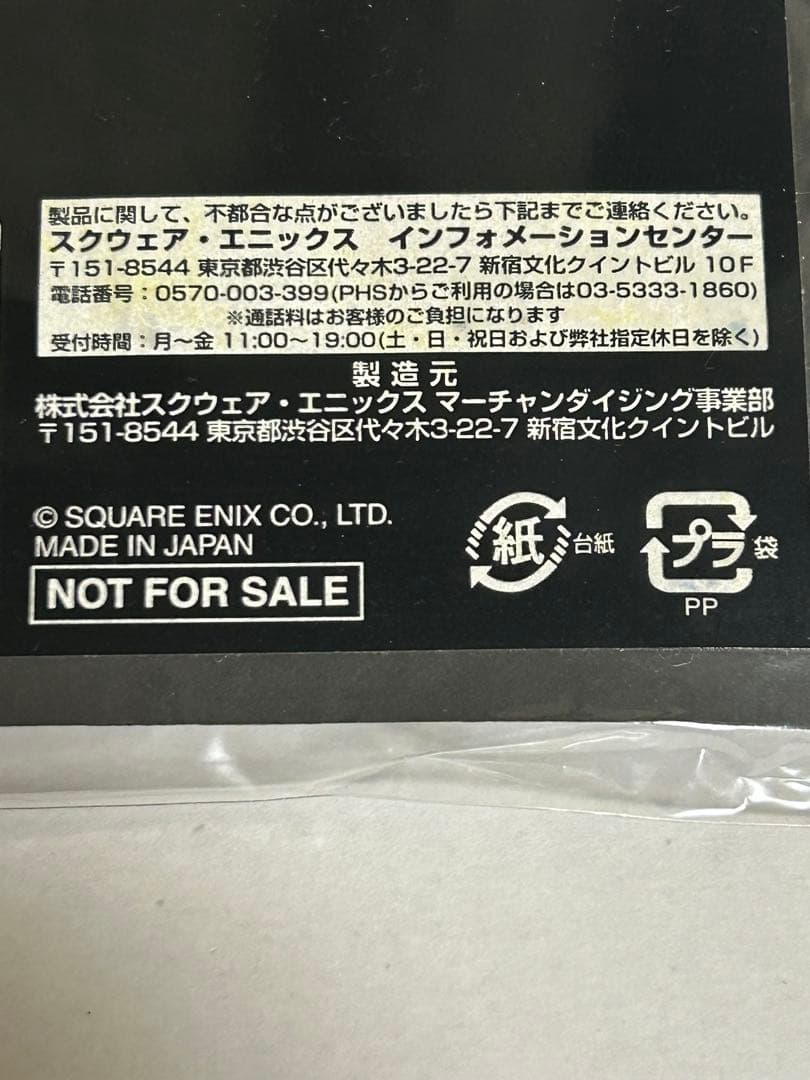 製品に関して、不都合な点がございましたら下記までご連絡ください。
スクウェア・エニックス　インフォメーションセンター
〒151-8544 東京都渋谷区代々木3-22-7 新宿文化クイントビル 10F
電話番号：0570-003-399(PHSからご利用の場合は03-5333-1860)
※通話料はお客様のご負担になります
受付時間：月〜金 11:00〜19:00(土・日・祝日および弊社指定休日を除く)
製造元
株式会社スクウェア・エニックス マーチャンダイジング事業部
〒151-8544 東京都渋谷区代々木3-22-7 新宿文化クイントビル
© SQUARE ENIX CO., LTD.
MADE IN JAPAN
NOT FOR SALE
紙 台紙
プラ 袋
PP